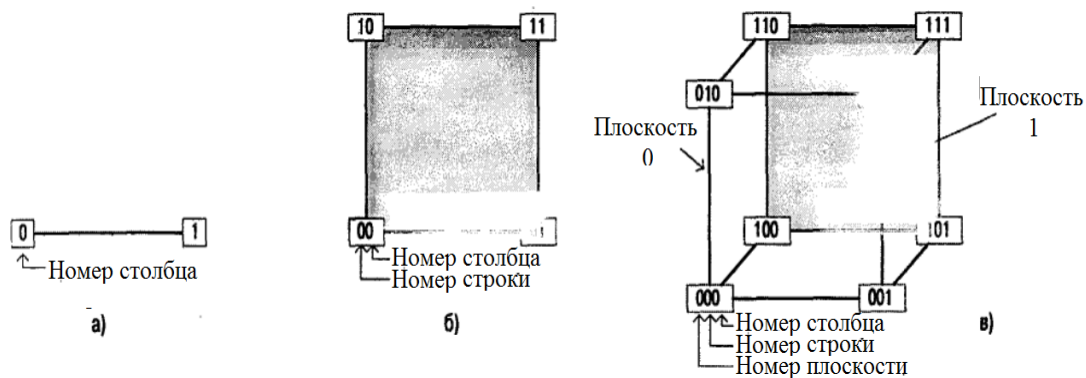 10 11
110 111
010
Плоскость
0
Плоскость
1
0 1
00
100 101
Номер столбца
Номер столбца
Номер строки
000 001
Номер столбца
Номер строки
Номер плоскости
а) б) в)